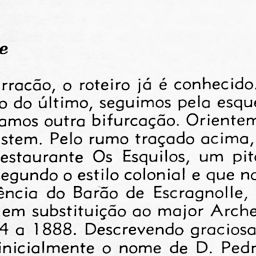 e
rracão, o roteiro já é conhecido.
o do último, seguimos pela esque
amos outra bifurcação. Orientem
stem. Pelo rumo traçado acima,
estaurante Os Esquilos, um pito
segundo o estilo colonial e que no
ência do Barão de Escragnolle,
em substituição ao major Arche
4 a 1888. Descrevendo graciosa
inicialmente o nome de D. Pedr